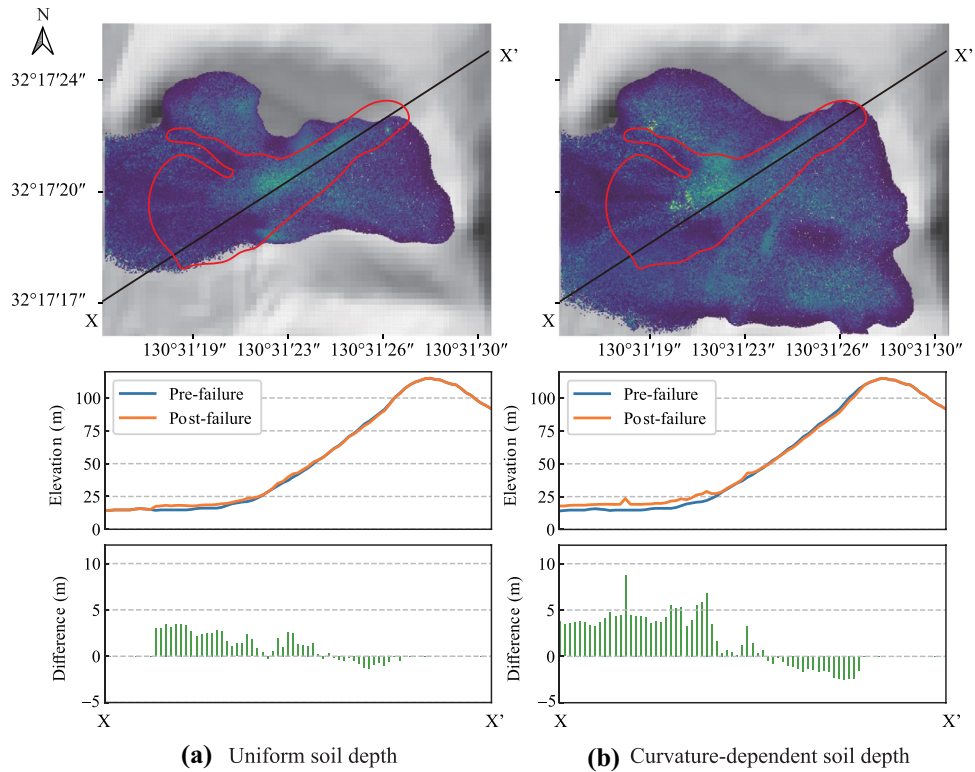 N
X'
X'
32°17′24″
32°17′20″
32°17′17″
X
X
130°31′19″ 130°31′23″ 130°31′26″ 130°31′30″
130°31′19″ 130°31′23″ 130°31′26″ 130°31′30″
Elevation (m)
100
75
50
25
0
Pre-failure
Post-failure
Elevation (m)
100
75
50
25
0
Pre-failure
Post-failure
Difference (m)
10
5
0
−5
X X'
Difference (m)
10
5
0
−5
X X'
(a) Uniform soil depth
(b) Curvature-dependent soil depth